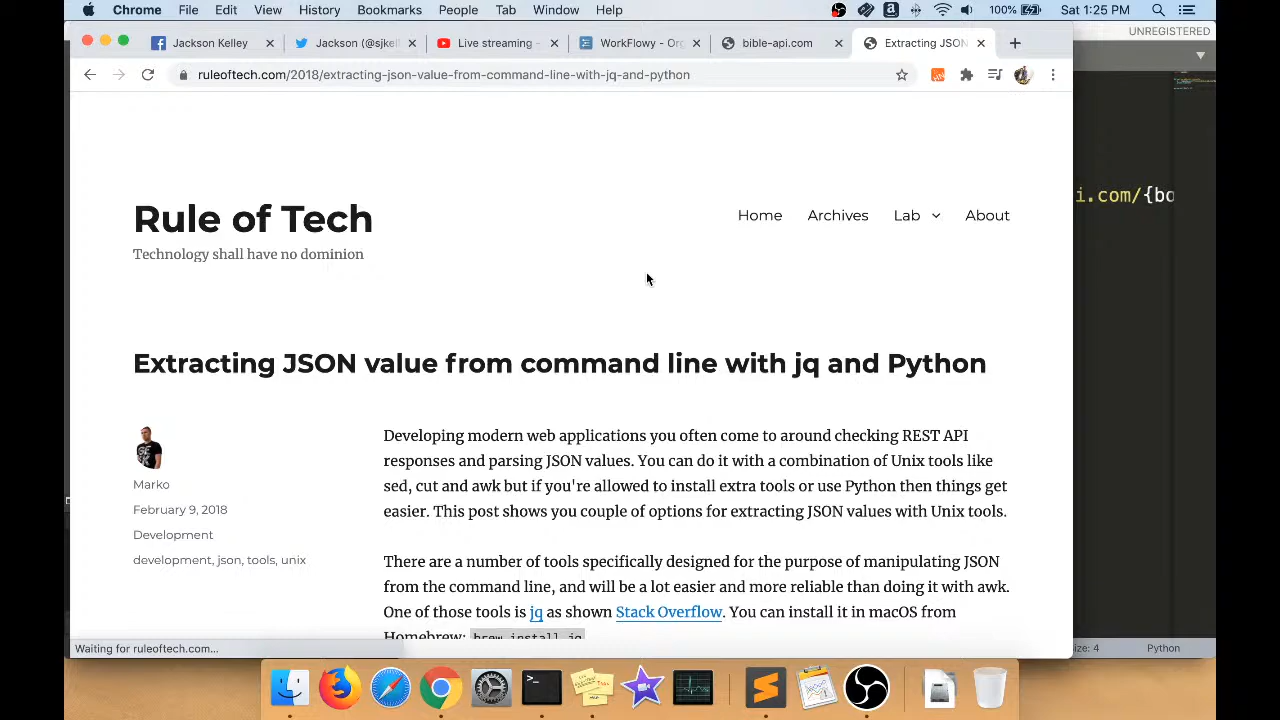 Chrome File Edit View History Bookmarks People Tab Window Help 100% Sat 1:25 PM
UNREGISTERED
Jackson Kelley Jackson (@sjkel Live streaming - WorkFlowy - Org bible-api.com Extracting JSON
ruleoftech.com/2018/extracting-json-value-from-command-line-with-jq-and-python
i.com/{bo
Rule of Tech
Technology shall have no dominion
Home Archives Lab About
Extracting JSON value from command line with jq and Python
Marko
February 9, 2018
Development
development, json, tools, unix
Developing modern web applications you often come to around checking REST API
responses and parsing JSON values. You can do it with a combination of Unix tools like
sed, cut and awk but if you're allowed to install extra tools or use Python then things get
easier. This post shows you couple of options for extracting JSON values with Unix tools.
There are a number of tools specifically designed for the purpose of manipulating JSON
from the command line, and will be a lot easier and more reliable than doing it with awk.
One of those tools is jq as shown Stack Overflow. You can install it in macOS from
Homebrew: brew install jq
Waiting for ruleoftech.com...
ize: 4 Python